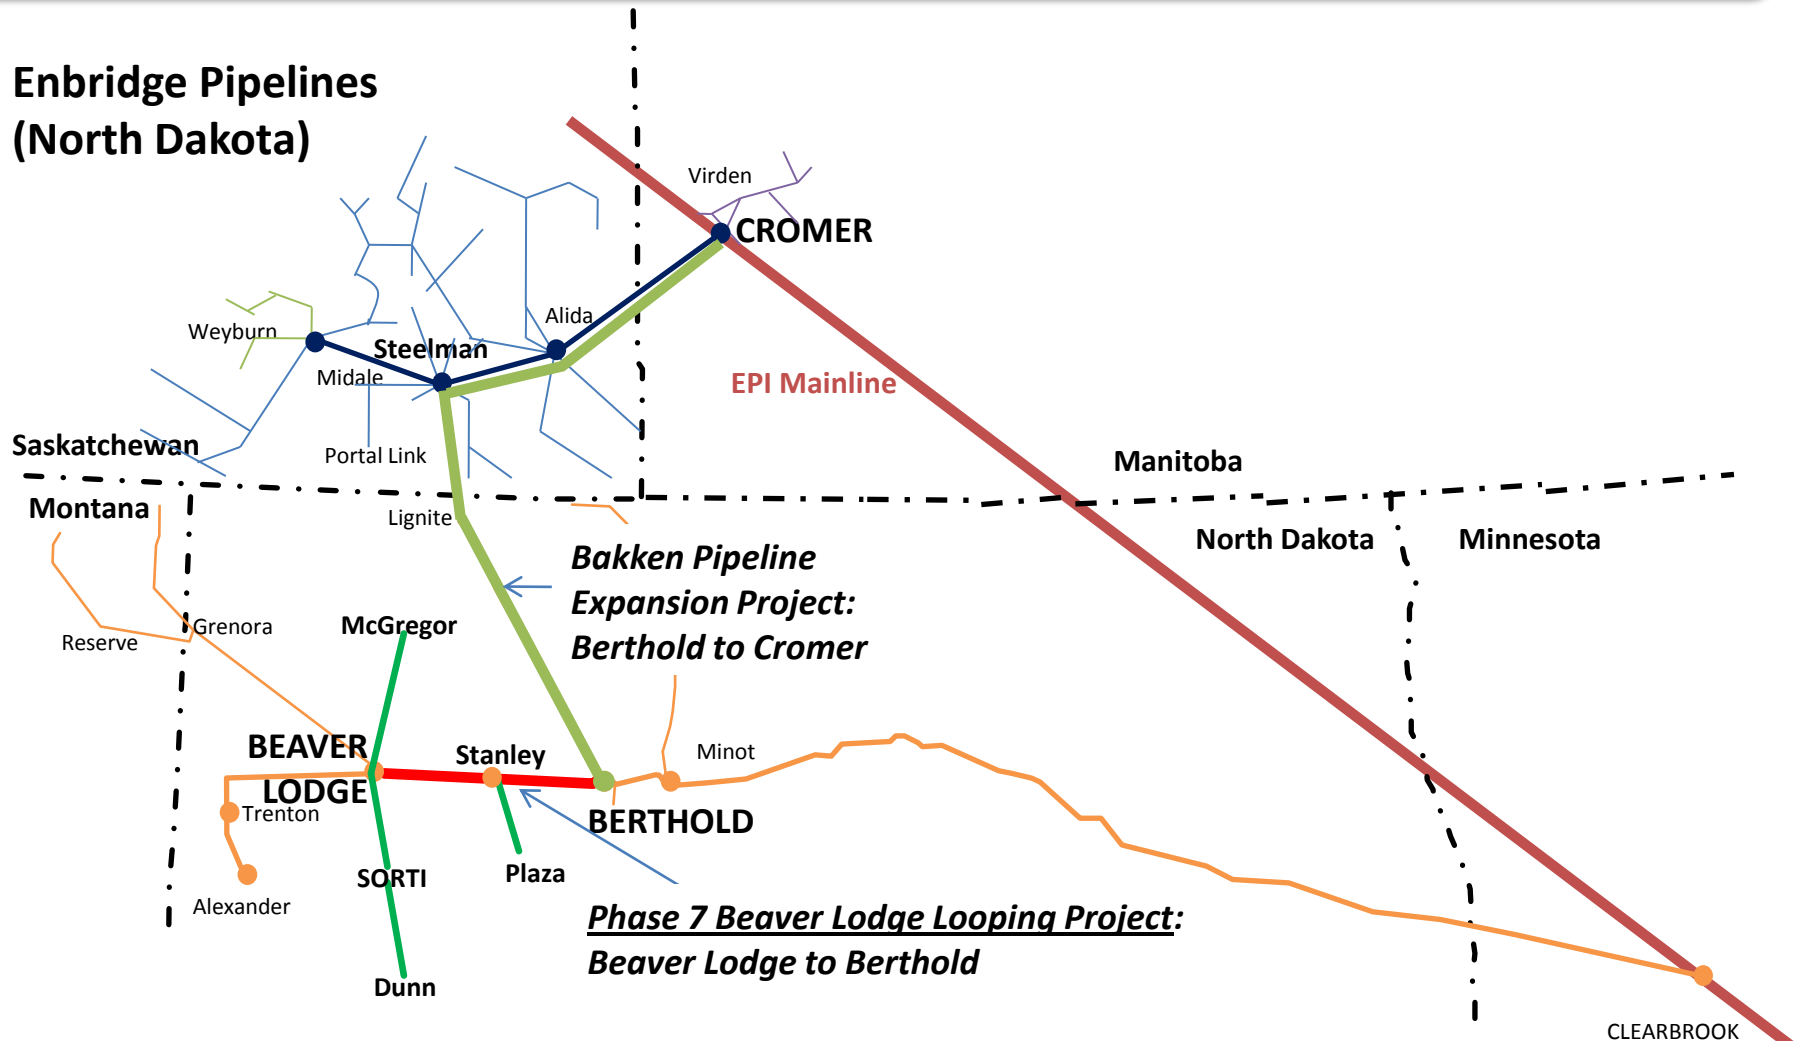 Enbridge Pipelines
(North Dakota)
Virden
CROMER
Weyburn
Alida
Steelman
Midale
EPI Mainline
Saskatchewan
Portal Link
Manitoba
Montana
Lignite
North Dakota
Minnesota
Bakken Pipeline
Expansion Project:
Berthold to Cromer
Grenora
McGregor
Reserve
BEAVER
LODGE
Stanley
Minot
Trenton
BERTHOLD
SORTI
Plaza
Alexander
Phase 7 Beaver Lodge Looping Project:
Beaver Lodge to Berthold
Dunn
CLEARBROOK